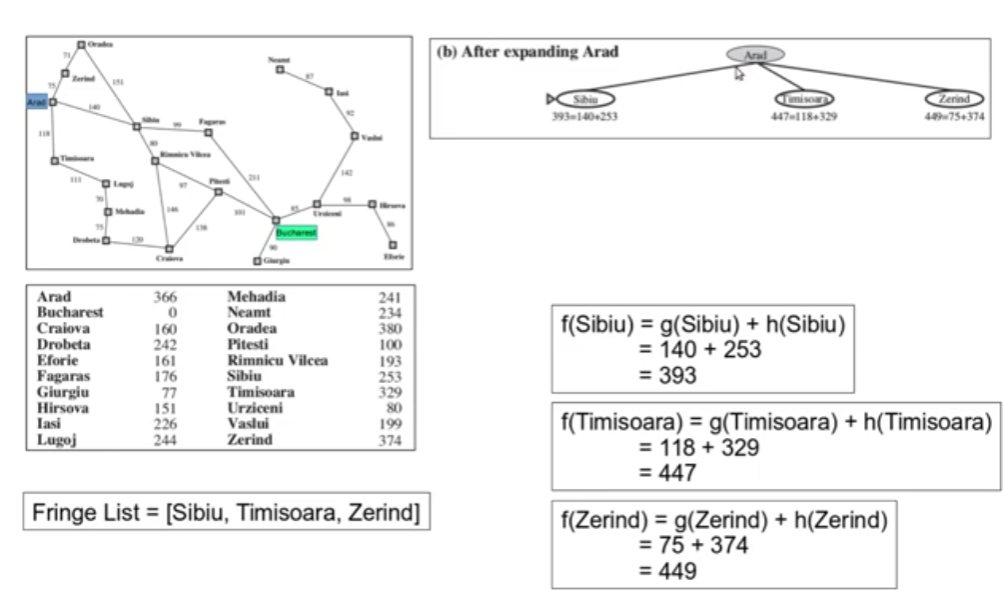 Oradea
71
Neamt
Zerind
87
75
151
Iasi
Arad
140
92
Sibiu
99
Fagaras
118
Vaslui
80
Rimnicu Vilcea
Timisoara
142
111
Lugoj
97
Pitesti
211
70
98
Hirsova
85
Mehadia
146
101
Urziceni
75
138
86
Bucharest
Drobeta
120
90
Craiova
Giurgiu
Eforie
(b) After expanding Arad
Arad
Sibiu
Timisoara
Zerind
393=140+253
447=118+329
449=75+374
Arad 366 Mehadia 241
Bucharest 0 Neamt 234
Craiova 160 Oradea 380
Drobeta 242 Pitesti 100
Eforie 161 Rimnicu Vilcea 193
Fagaras 176 Sibiu 253
Giurgiu 77 Timisoara 329
Hirsova 151 Urziceni 80
Iasi 226 Vaslui 199
Lugoj 244 Zerind 374
Fringe List = [Sibiu, Timisoara, Zerind]
f(Sibiu) = g(Sibiu) + h(Sibiu)
= 140 + 253
= 393
f(Timisoara) = g(Timisoara) + h(Timisoara)
= 118 + 329
= 447
f(Zerind) = g(Zerind) + h(Zerind)
= 75 + 374
= 449